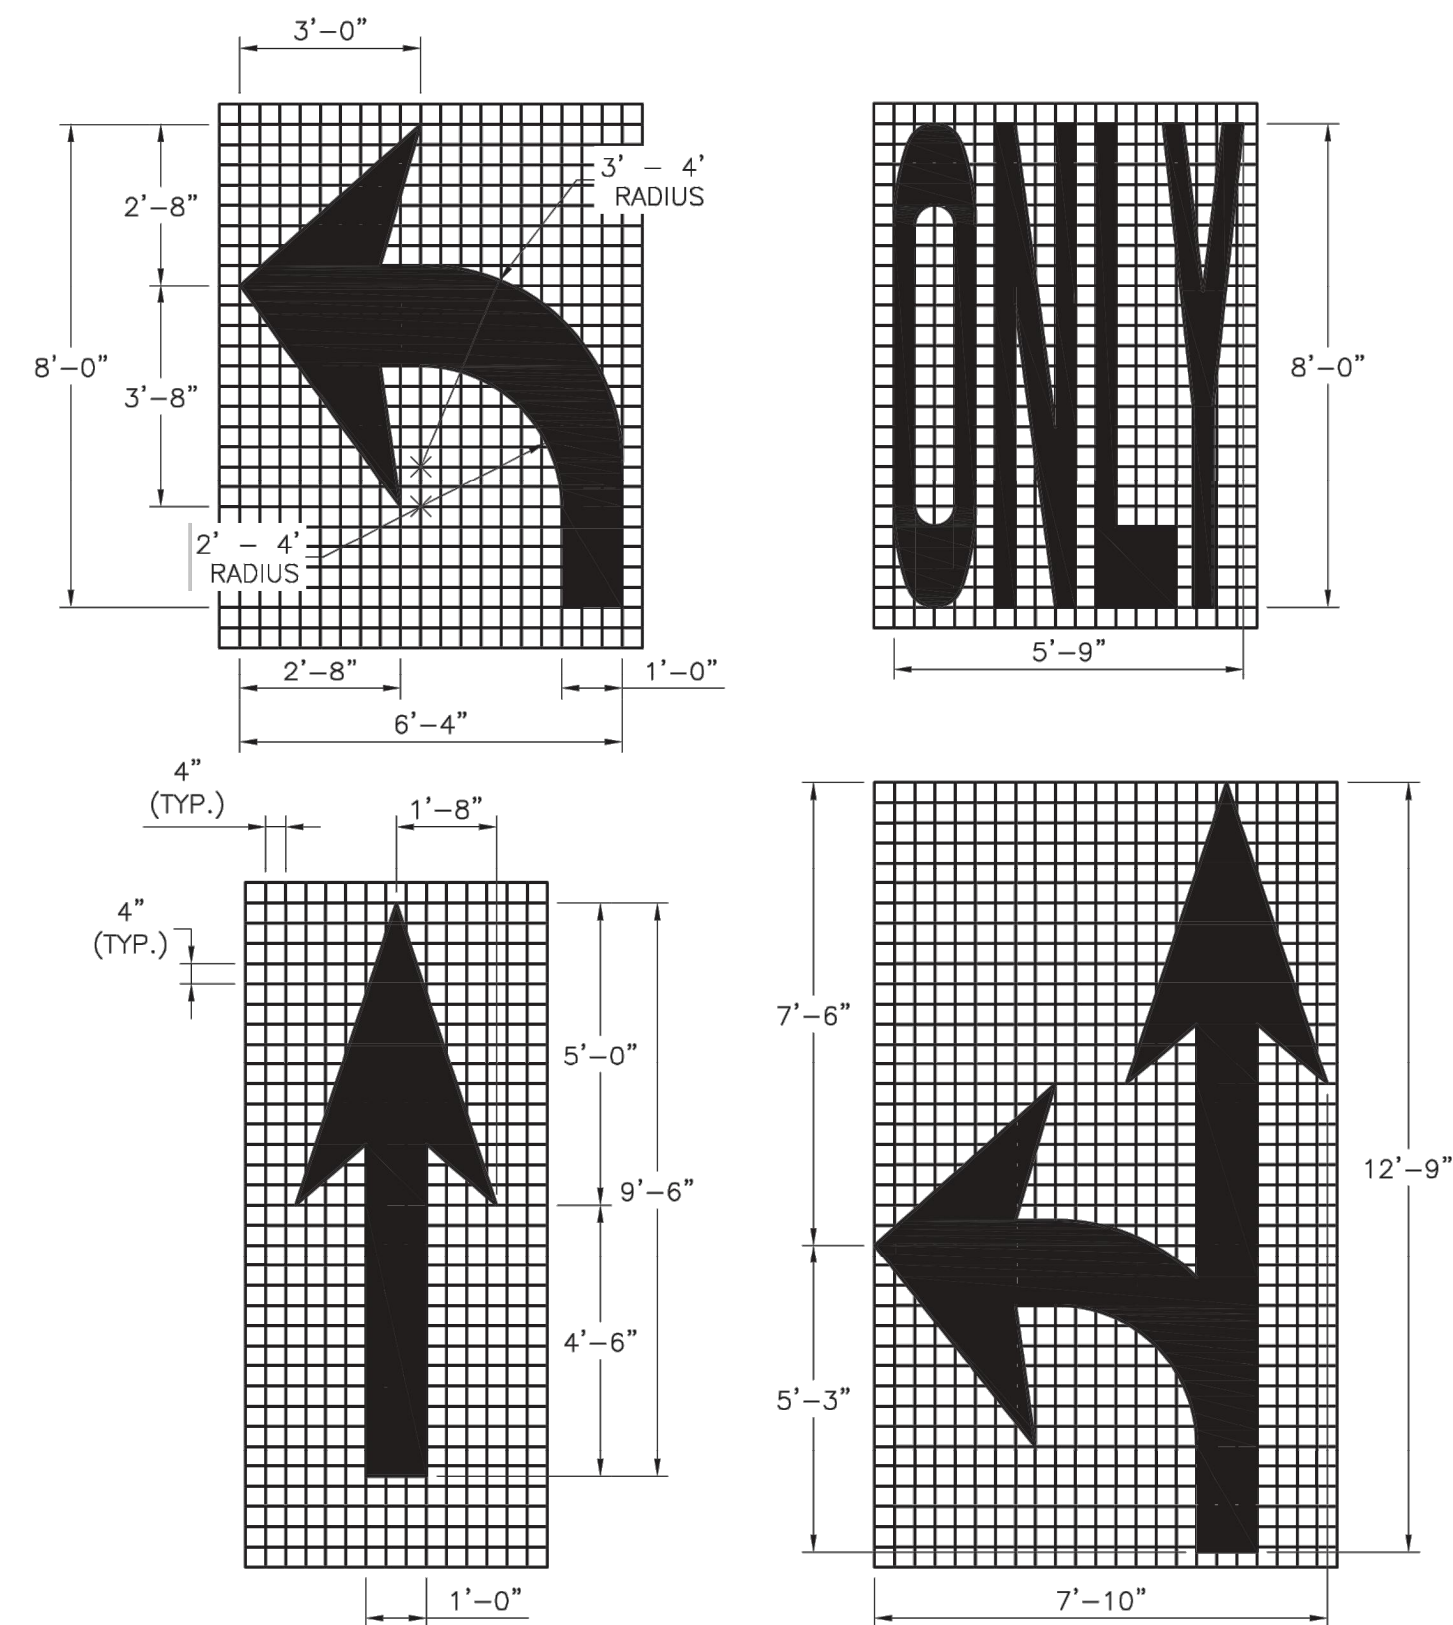 3'-0"
2'-8"
3' - 4'
RADIUS
8'-0"
3'-8"
2' - 4'
RADIUS
2'-8"
1'-0"
6'-4"
ONLY
8'-0"
5'-9"
4"
(TYP.)
1'-8"
4"
(TYP.)
5'-0"
9'-6"
4'-6"
1'-0"
7'-6"
12'-9"
5'-3"
7'-10"